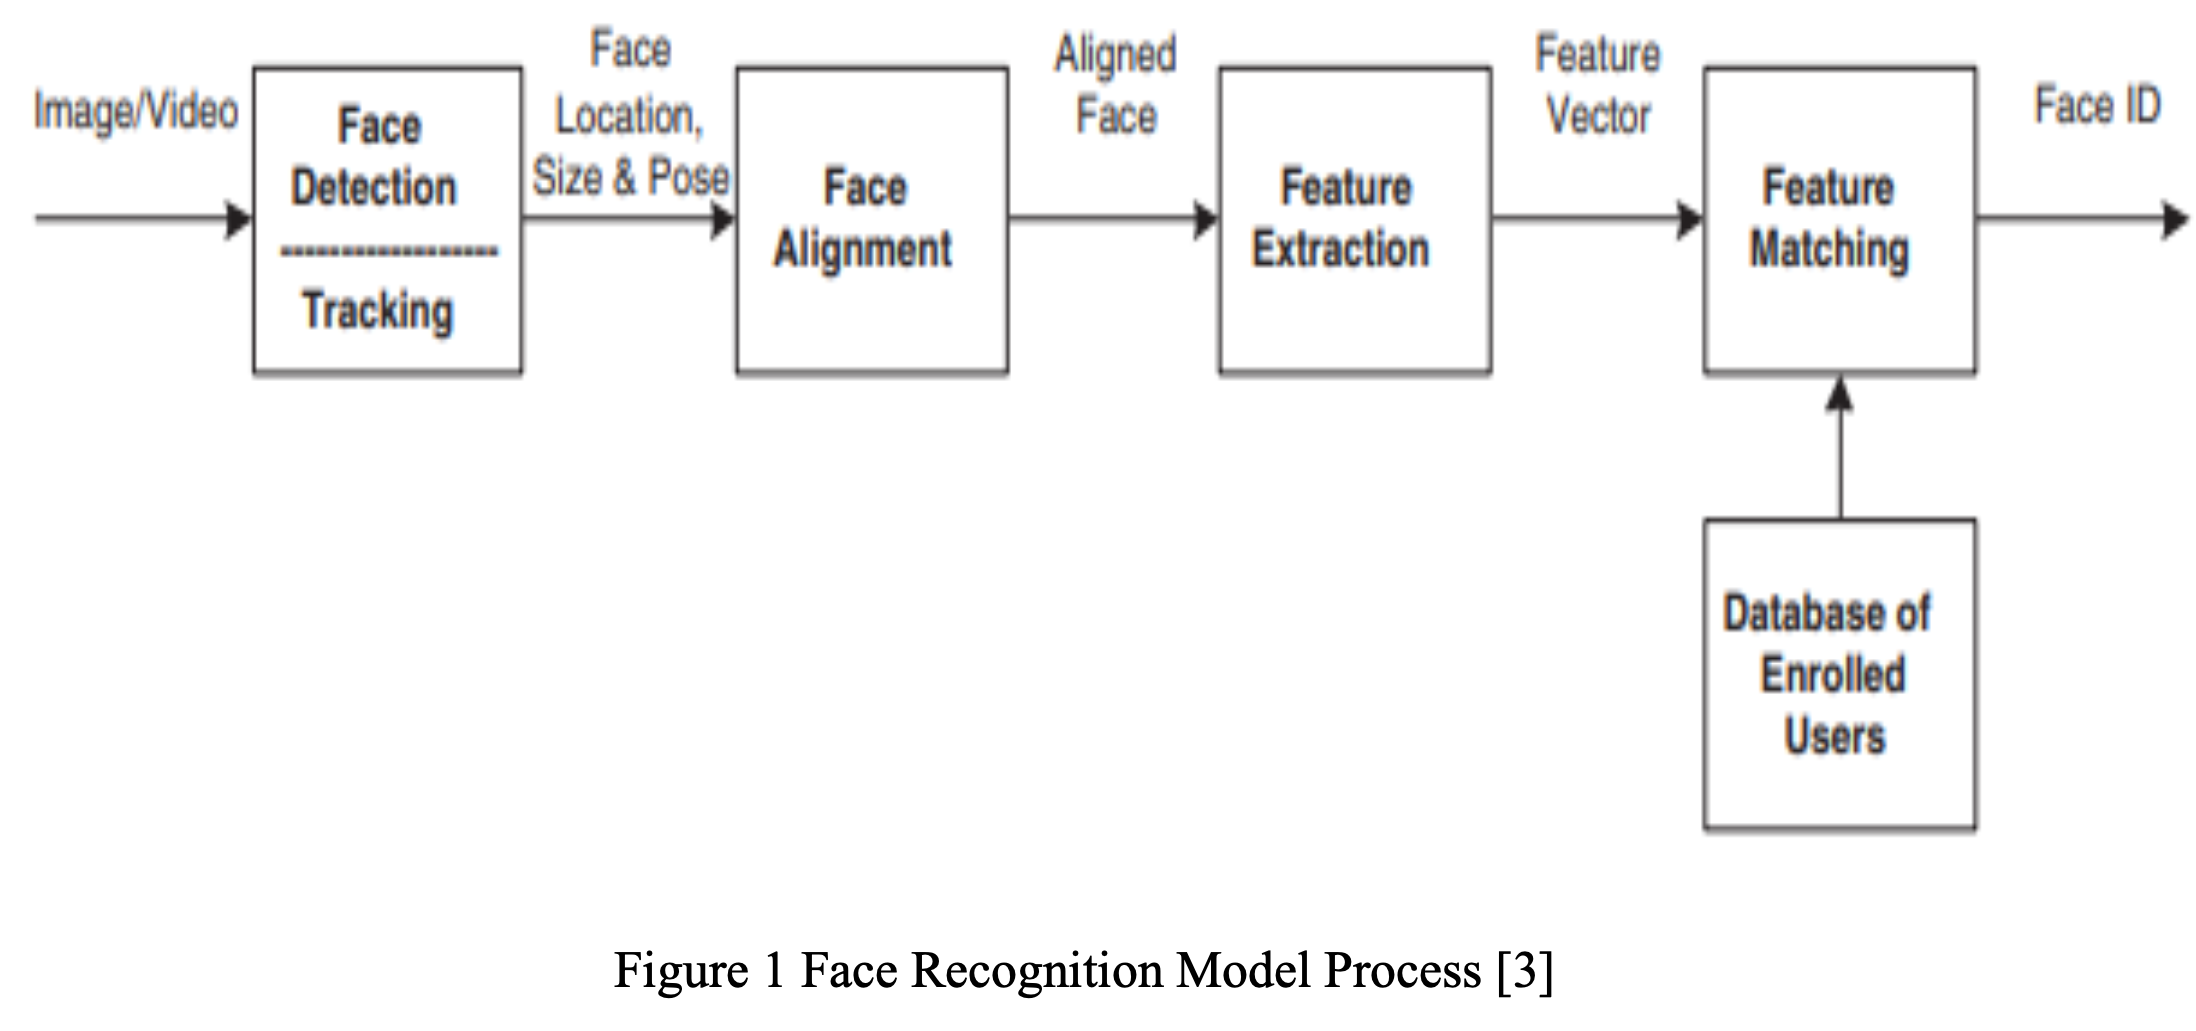 Image/Video
Face
Detection
------------------
Tracking
Face
Location,
Size & Pose
Face
Alignment
Aligned
Face
Feature
Extraction
Feature
Vector
Feature
Matching
Face ID
Database of
Enrolled
Users
Figure 1 Face Recognition Model Process [3]